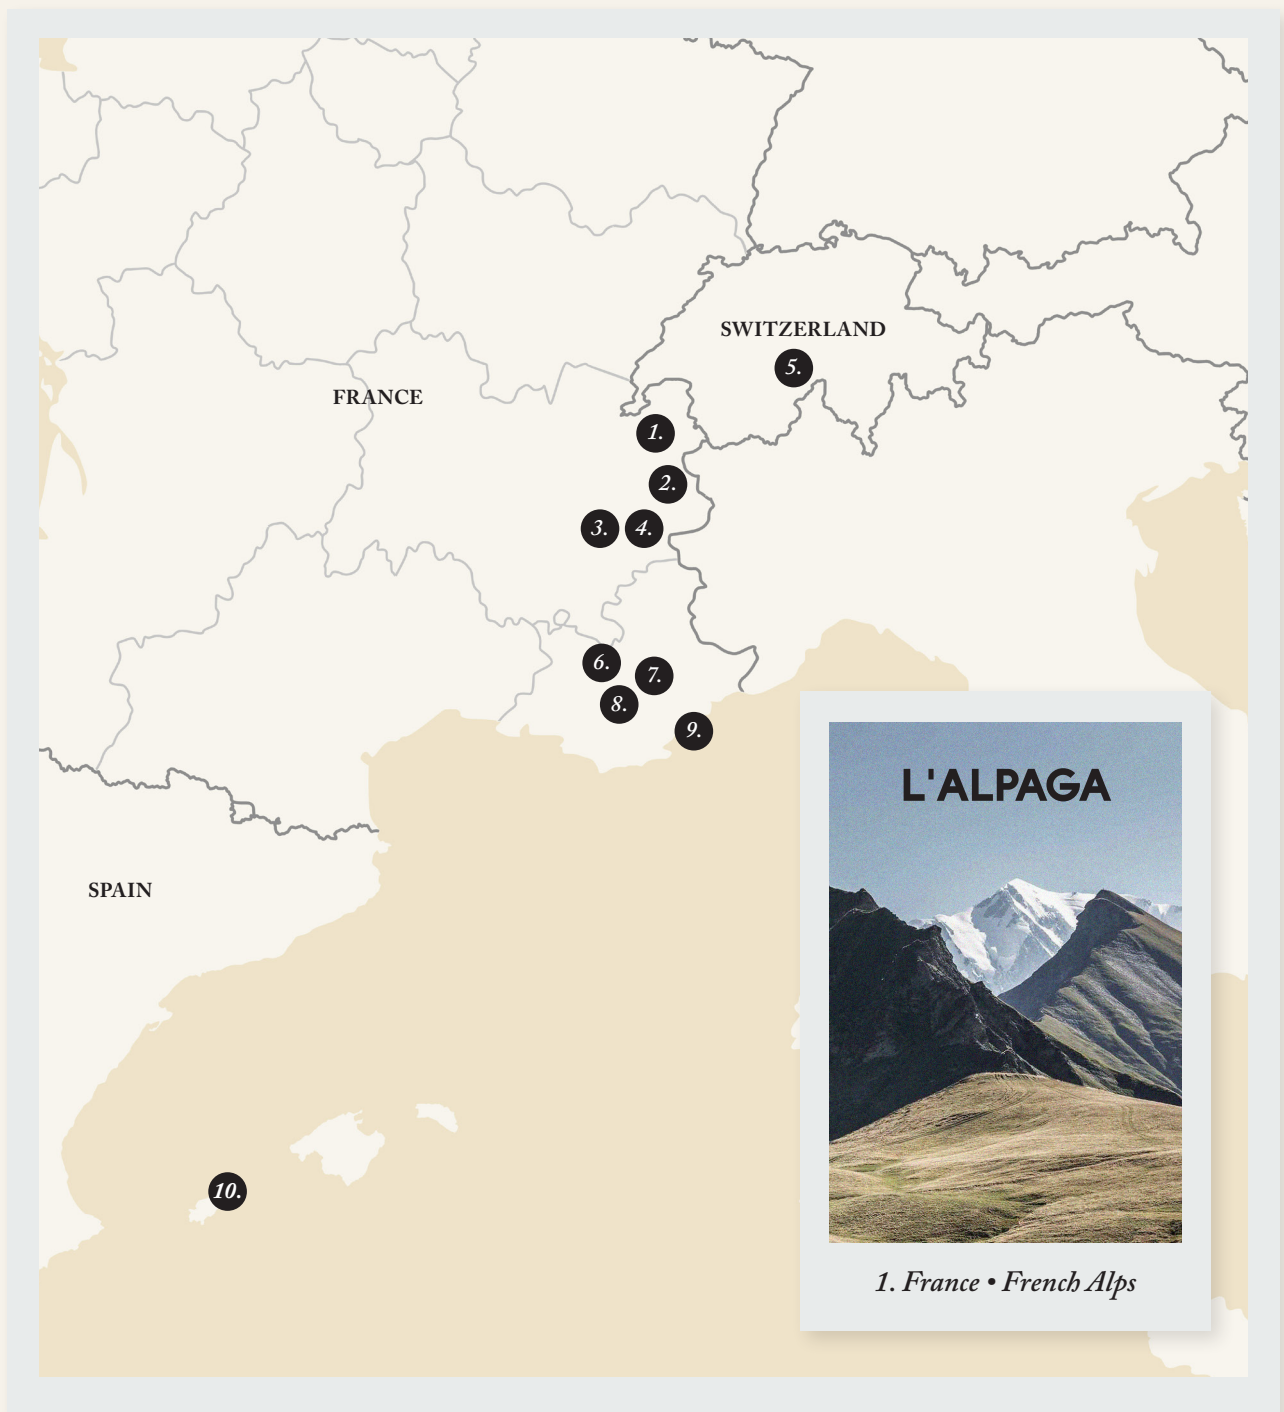 SWITZERLAND
5.
FRANCE
1.
2.
3.
4.
6.
7.
8.
9.
L'ALPAGA
SPAIN
10.
1. France • French Alps